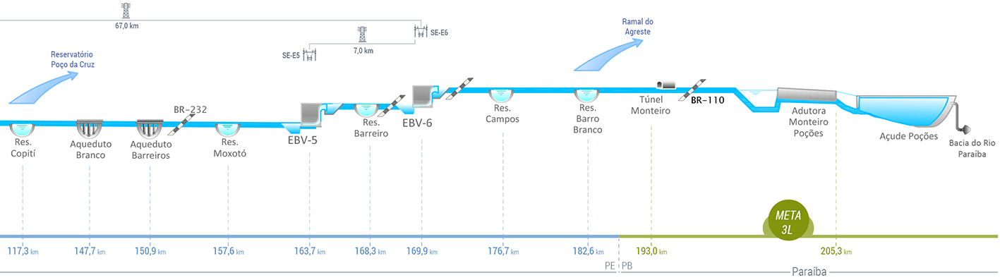 67,0 km
SE-E6
7,0 km
SE-E5
Ramal do
Agreste
Reservatório
Poço da Cruz
BR-232
Res.
Copití
Aqueduto
Branco
Aqueduto
Barreiros
Res.
Moxotó
EBV-5
Res.
Barreiro
EBV-6
Res.
Campos
Res.
Barro
Branco
Túnel
Monteiro
BR-110
Adutora
Monteiro
Poções
Açude Poções
Bacia do Rio
Paraíba
META
3L
117,3 km
147,7 km
150,9 km
157,6 km
163,7 km
168,3 km
169,9 km
176,7 km
182,6 km
193,0 km
205,3 km
PE
PB
Paraíba